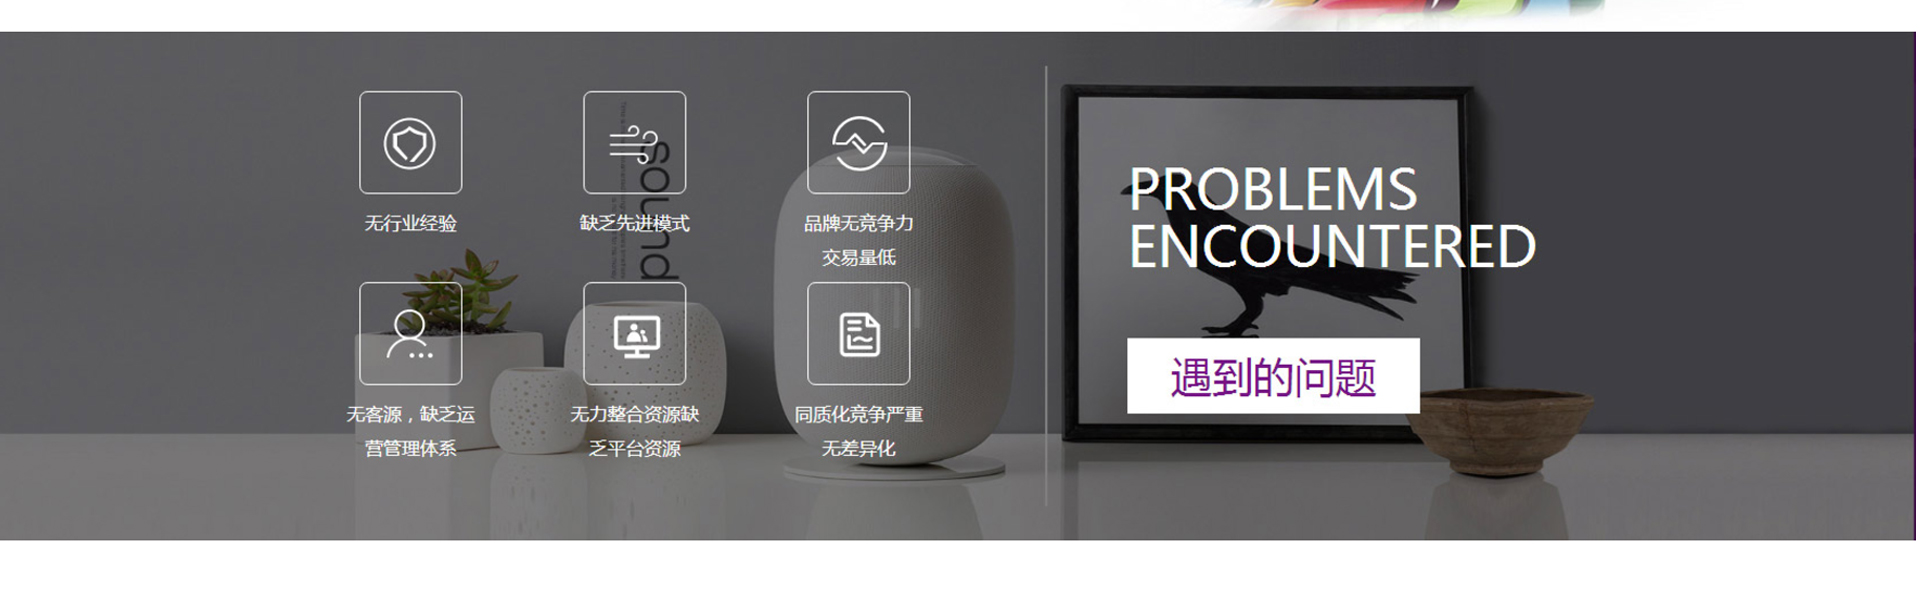 无行业经验
缺乏先进模式
品牌无竞争力
交易量低
无客源，缺乏运
营管理体系
无力整合资源缺
乏平台资源
同质化竞争严重
无差异化
sound
PROBLEMS
ENCOUNTERED
遇到的问题